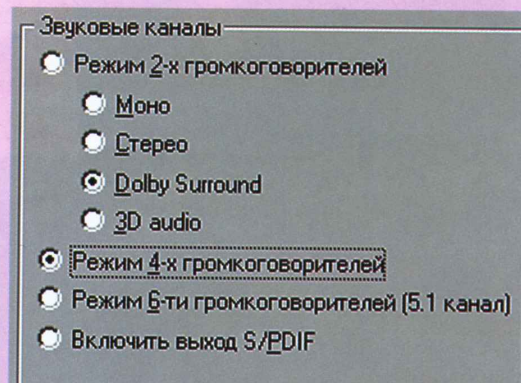 Звуковые каналы
Режим 2-х громкоговорителей
Моно
Стерео
Dolby Surround
3D audio
Режим 4-х громкоговорителей
Режим 6-ти громкоговорителей (5.1 канал)
Включить выход S/PDIF